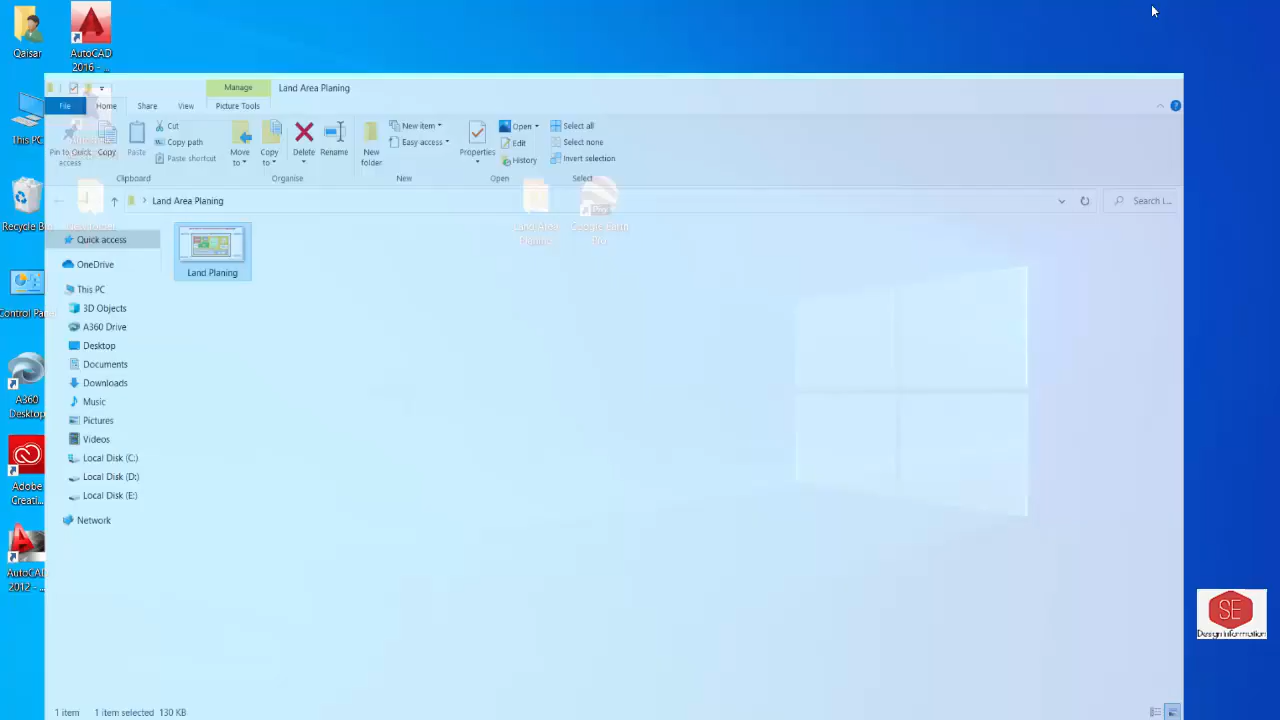 Qaisar
AutoCAD
2016 - ...
Manage
Land Area Planing
File
Home
Share
View
Picture Tools
This PC
Pin to Quick
access
Copy
Paste
Cut
Copy path
Paste shortcut
Move
to
Copy
to
Delete
Rename
New
folder
New item
Easy access
Properties
Open
Edit
History
Select all
Select none
Invert selection
Clipboard
Organise
New
Open
Select
Land Area Planing
Search I...
Recycle Bin
Land Area
Google Earth
Pro
Quick access
OneDrive
This PC
3D Objects
A360 Drive
Desktop
Documents
Downloads
Music
Pictures
Videos
Local Disk (C:)
Local Disk (D:)
Local Disk (E:)
Network
Land Planing
Control Pan
A360
Desktop
Adobe
Creati...
AutoCAD
2012 - ...
SE
Design Information
1 item
1 item selected
130 KB